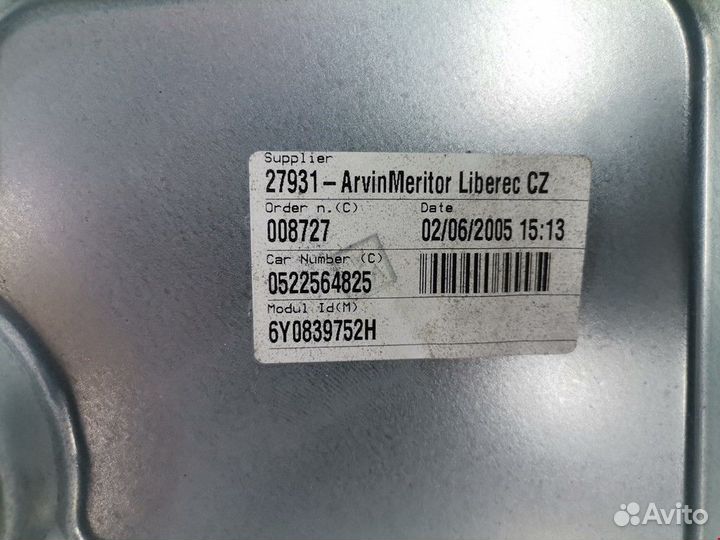 Supplier
27931-ArvinMeritor Liberec CZ
Order n.(C) Date
008727 02/06/2005 15:13
Car Number (C)
0522564825
Modul Id(M)
6Y0839752H
Avito